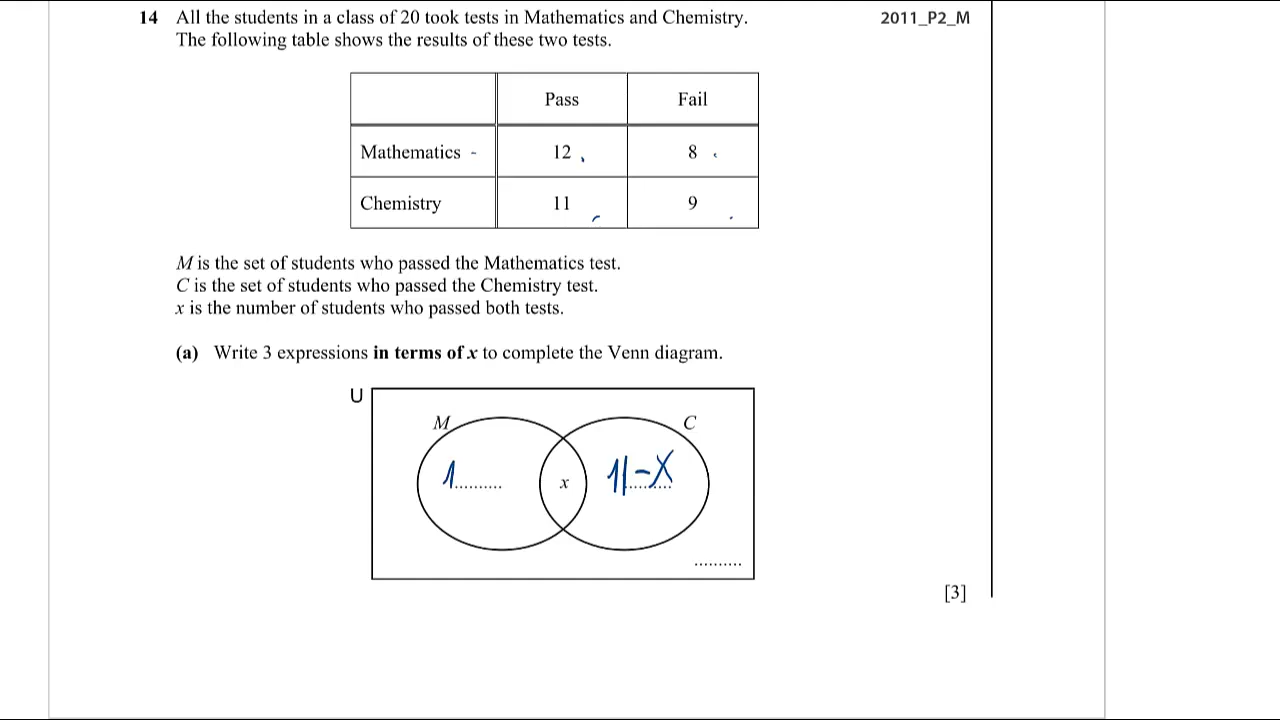 14 All the students in a class of 20 took tests in Mathematics and Chemistry. 2011_P2_M
The following table shows the results of these two tests.
Pass Fail
Mathematics - 12 8
Chemistry 11 9
M is the set of students who passed the Mathematics test.
C is the set of students who passed the Chemistry test.
x is the number of students who passed both tests.
(a) Write 3 expressions in terms of x to complete the Venn diagram.
U
M C
1.......... x 11-x
..........
[3]